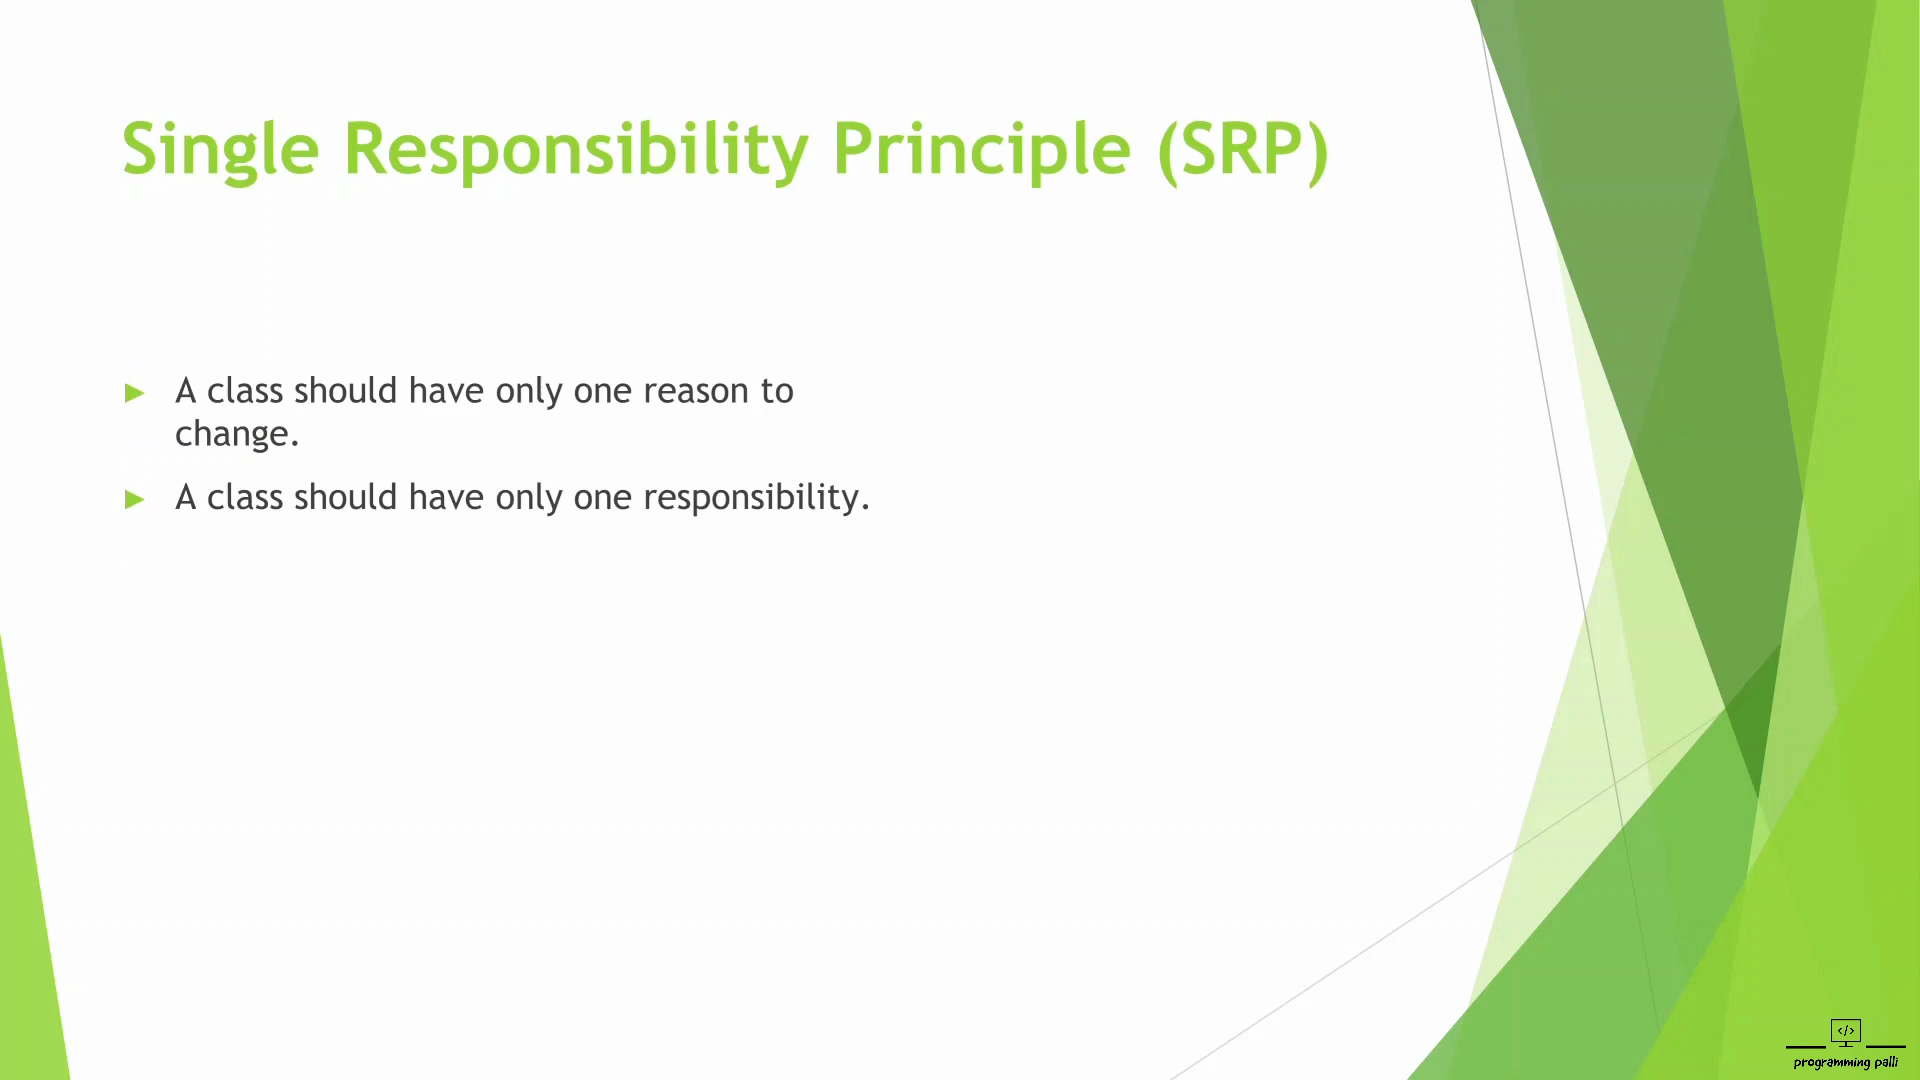 Single Responsibility Principle (SRP)
► A class should have only one reason to
change.
► A class should have only one responsibility.
</>
programming palli